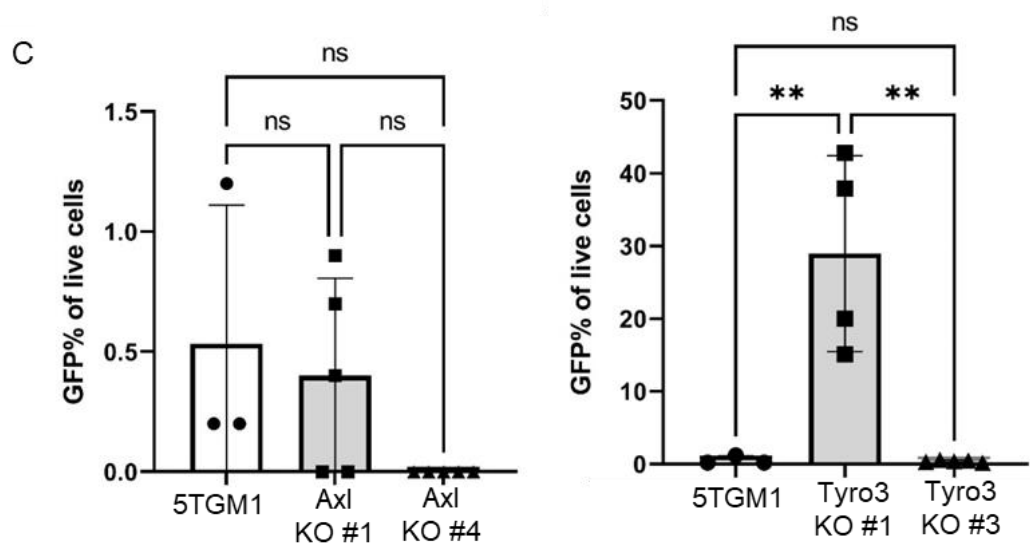 C
ns
ns
ns
GFP% of live cells
1.5
1.0
0.5
0.0
5TGM1
Axl
KO #1
Axl
KO #4
ns
**
**
GFP% of live cells
50
40
30
20
10
0
5TGM1
Tyro3
KO #1
Tyro3
KO #3